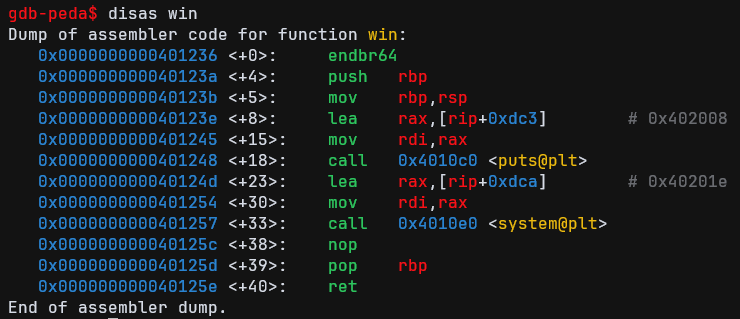 gdb-peda$ disas win
Dump of assembler code for function win:
   0x0000000000401236 <+0>:     endbr64
   0x000000000040123a <+4>:     push   rbp
   0x000000000040123b <+5>:     mov    rbp,rsp
   0x000000000040123e <+8>:     lea    rax,[rip+0xdc3]        # 0x402008
   0x0000000000401245 <+15>:    mov    rdi,rax
   0x0000000000401248 <+18>:    call   0x4010c0 <puts@plt>
   0x000000000040124d <+23>:    lea    rax,[rip+0xdca]        # 0x40201e
   0x0000000000401254 <+30>:    mov    rdi,rax
   0x0000000000401257 <+33>:    call   0x4010e0 <system@plt>
   0x000000000040125c <+38>:    nop
   0x000000000040125d <+39>:    pop    rbp
   0x000000000040125e <+40>:    ret
End of assembler dump.